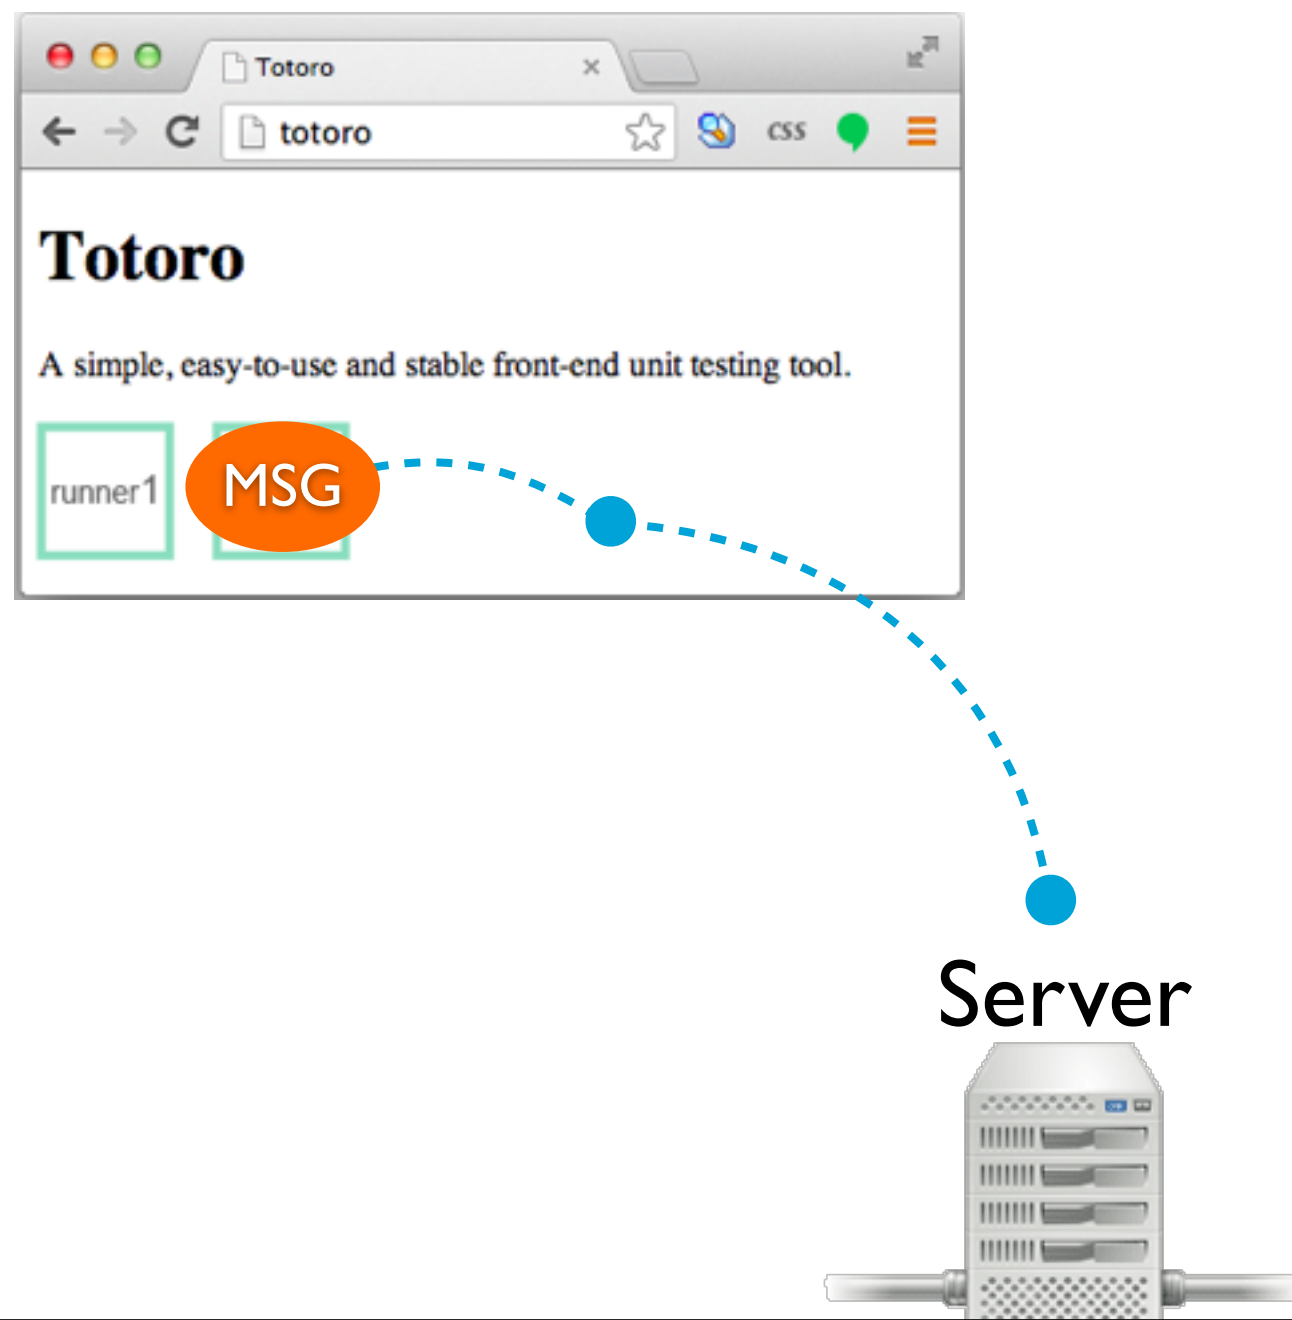 Totoro
totoro
CSS
Totoro
A simple, easy-to-use and stable front-end unit testing tool.
runner1
MSG
Server